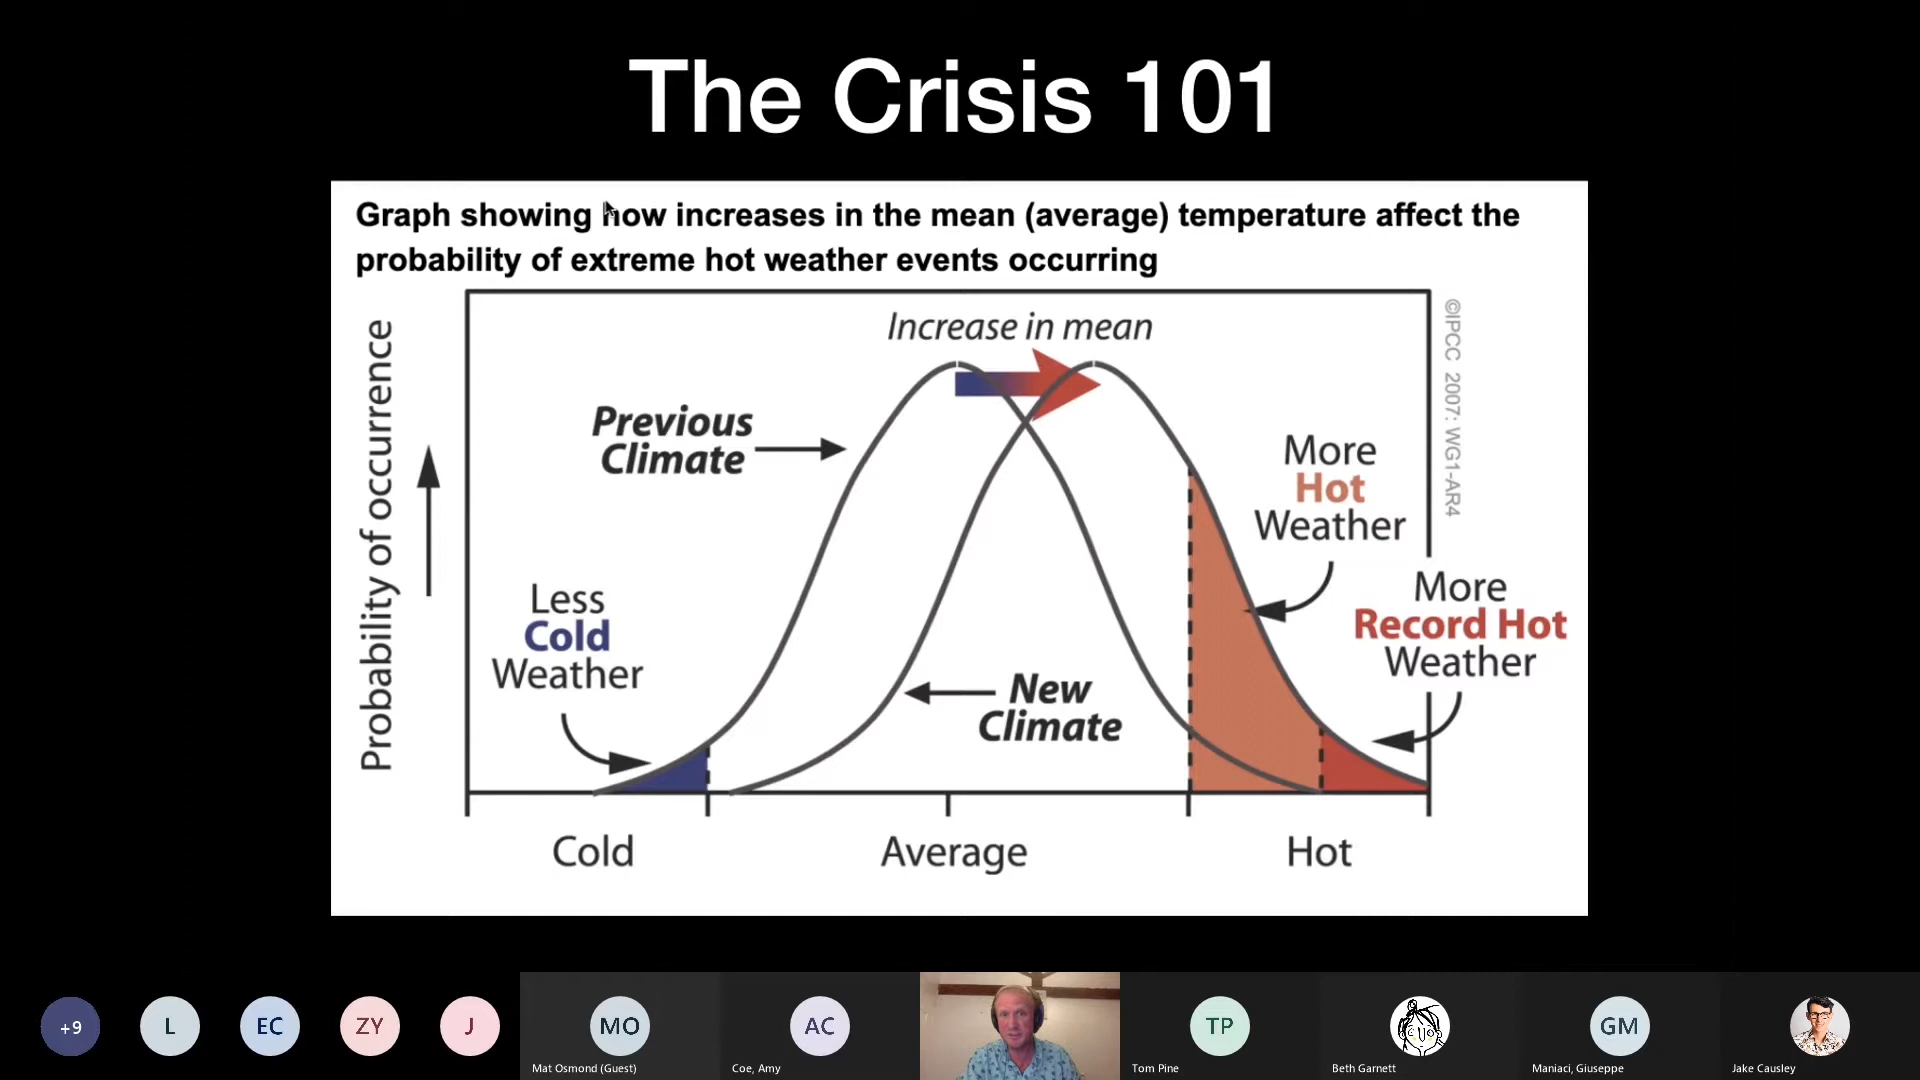 The Crisis 101
Graph showing how increases in the mean (average) temperature affect the
probability of extreme hot weather events occurring
Probability of occurrence
Increase in mean
©IPCC 2007: WG1-AR4
Previous
Climate
More
Hot
Weather
Less
Cold
Weather
More
Record Hot
Weather
New
Climate
Cold
Average
Hot
+9
L
EC
ZY
J
MO
Mat Osmond (Guest)
AC
Coe, Amy
TP
Tom Pine
Beth Garnett
GM
Maniaci, Giuseppe
Jake Causley